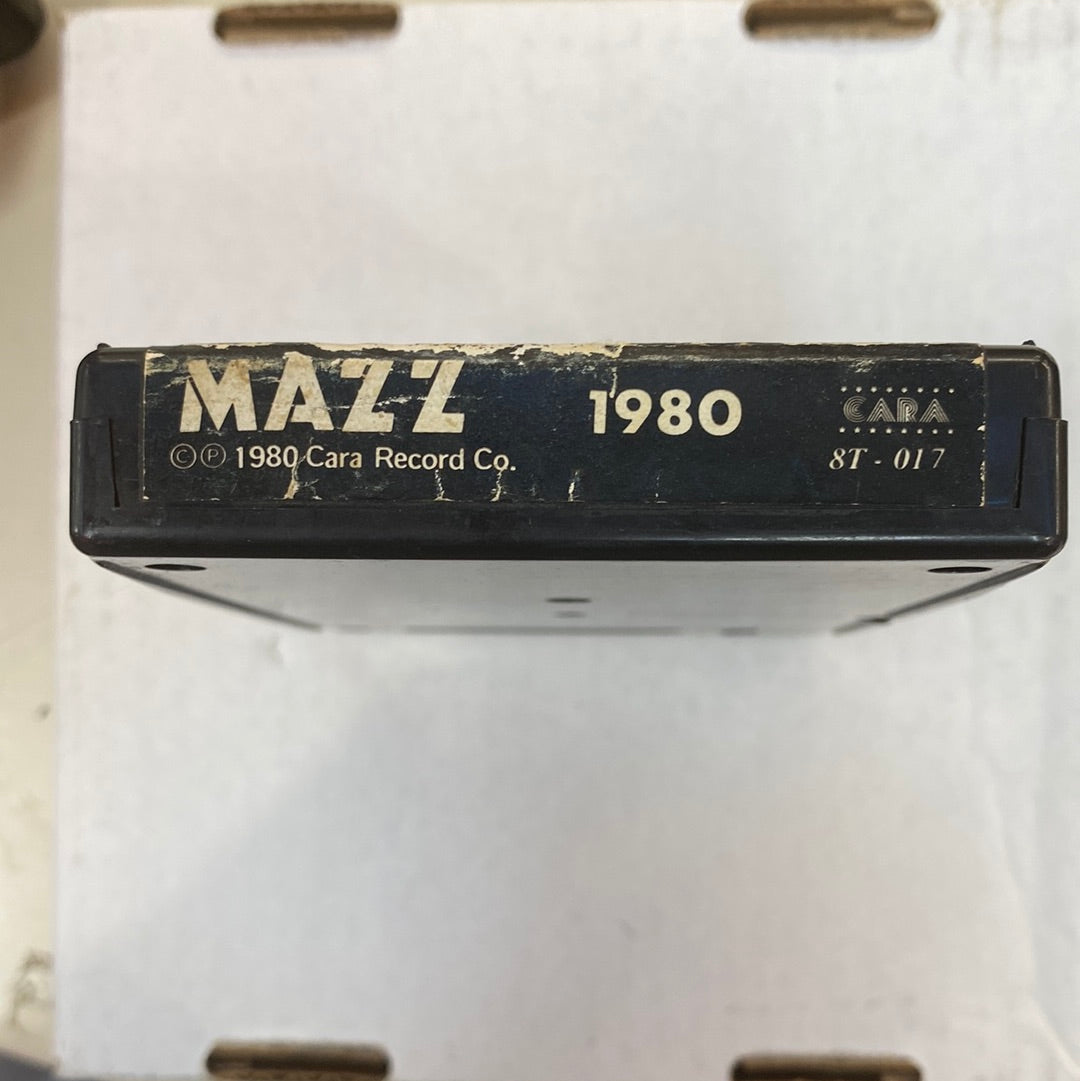 MAZZ 1980 CARA
©℗ 1980 Cara Record Co. 8T - 017